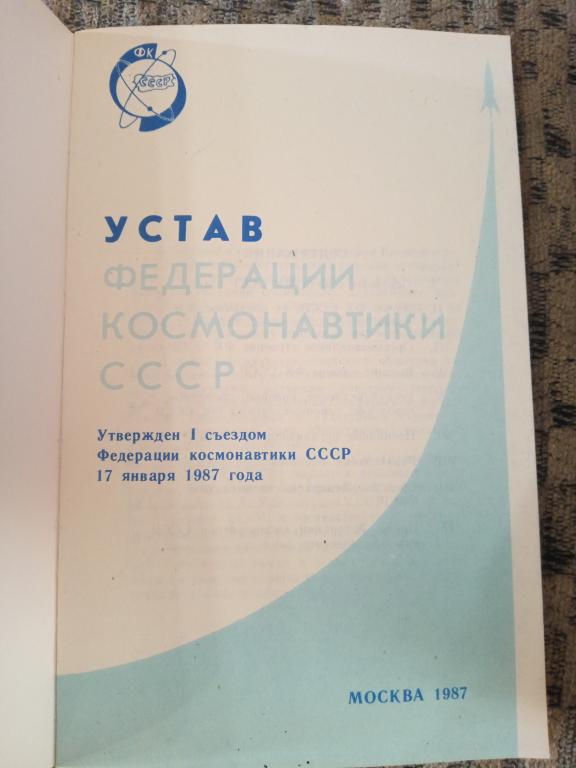 ФК
СССР
УСТАВ
ФЕДЕРАЦИИ
КОСМОНАВТИКИ
СССР
Утвержден I съездом
Федерации космонавтики СССР
17 января 1987 года
МОСКВА 1987